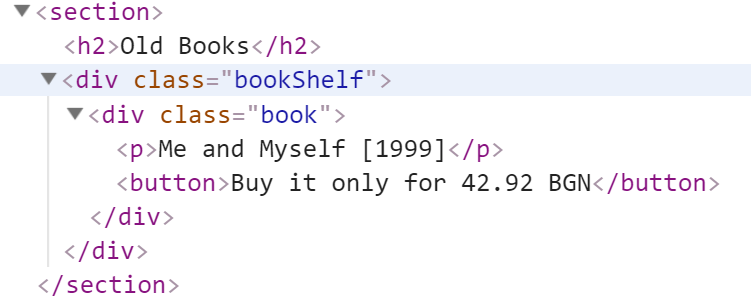 ▼<section>
<h2>Old Books</h2>
▼<div class="bookShelf">
▼<div class="book">
<p>Me and Myself [1999]</p>
<button>Buy it only for 42.92 BGN</button>
</div>
</div>
</section>